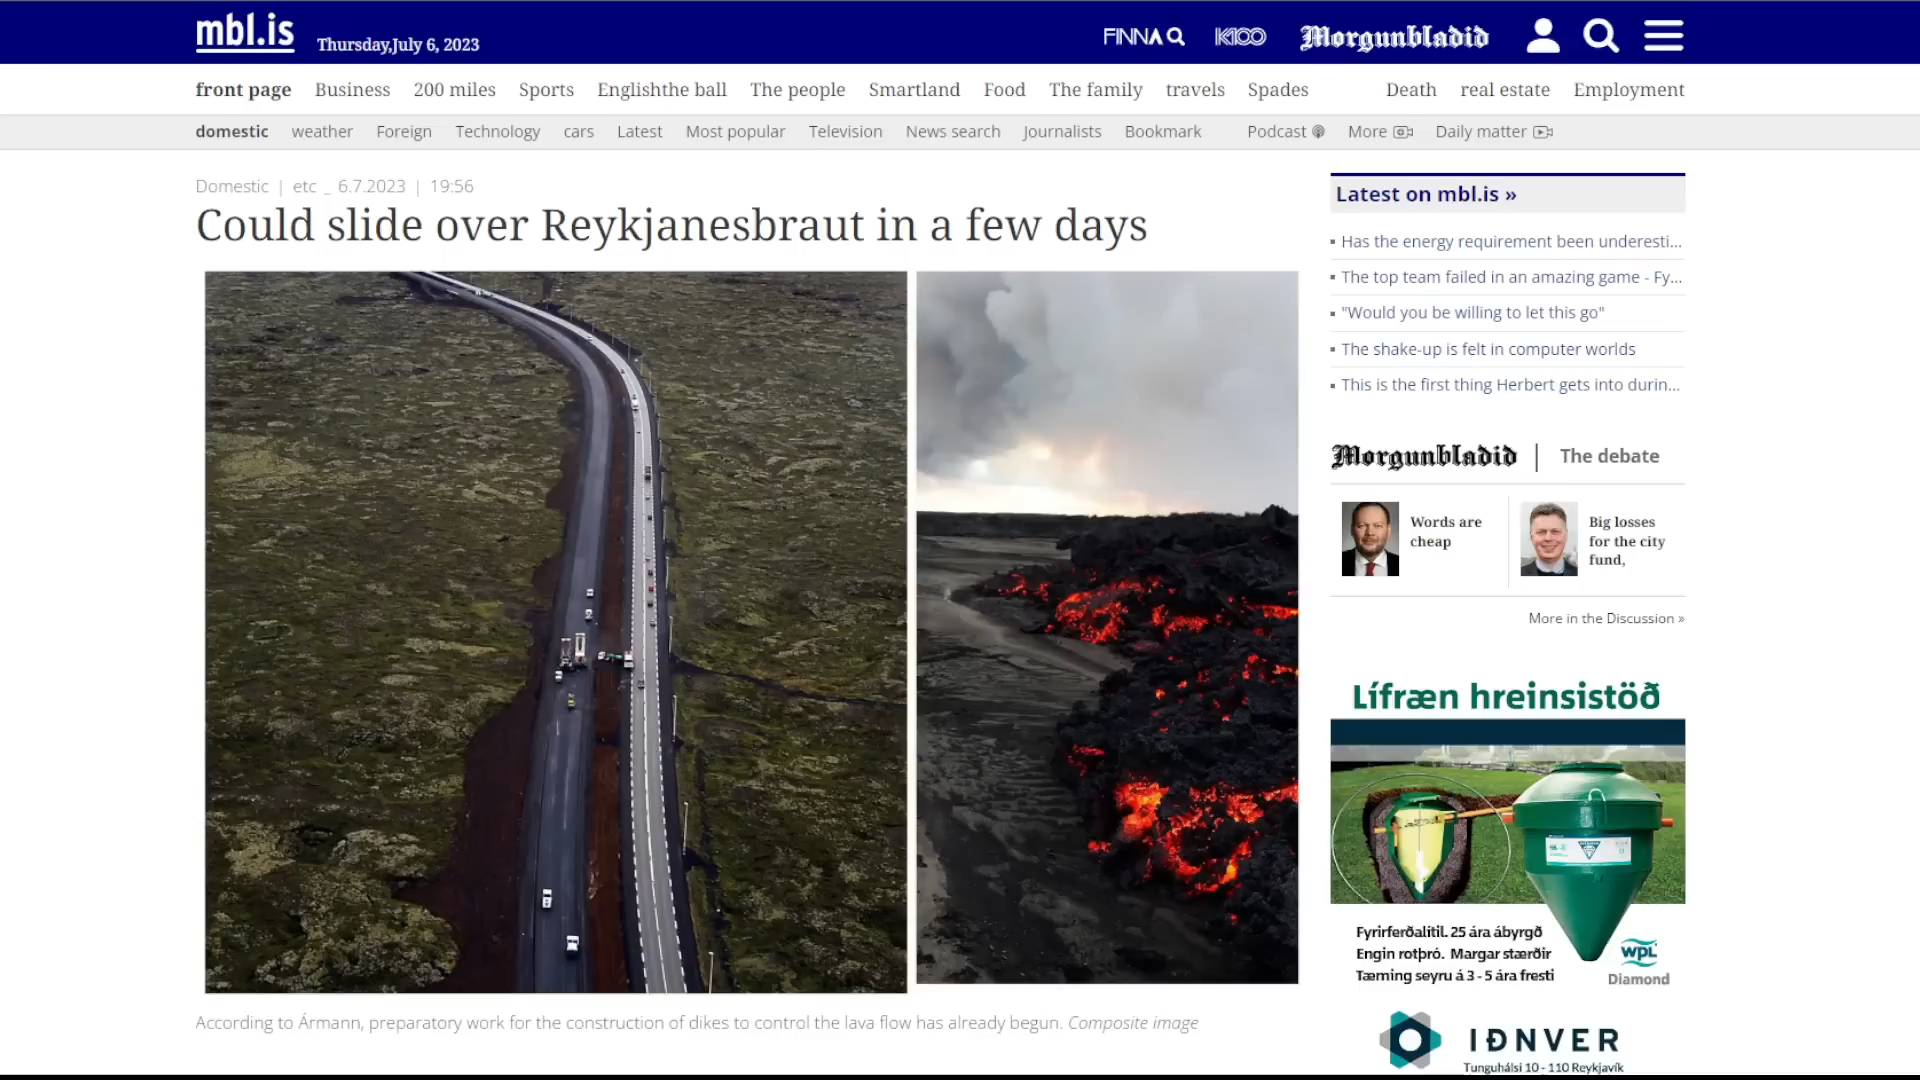 mbl.is
Thursday,July 6, 2023
FINNA
K100
Morgunbladid
front page Business 200 miles Sports Englishthe ball The people Smartland Food The family travels Spades Death real estate Employment
domestic weather Foreign Technology cars Latest Most popular Television News search Journalists Bookmark Podcast More Daily matter
Domestic | etc _ 6.7.2023 | 19:56
Could slide over Reykjanesbraut in a few days
According to Ármann, preparatory work for the construction of dikes to control the lava flow has already begun. Composite image
Latest on mbl.is »
Has the energy requirement been underesti...
The top team failed in an amazing game - Fy...
"Would you be willing to let this go"
The shake-up is felt in computer worlds
This is the first thing Herbert gets into durin...
Morgunbladid | The debate
Words are
cheap
Big losses
for the city
fund,
More in the Discussion »
Lífræn hreinsistöð
Fyrirferðalítil. 25 ára ábyrgð
Engin rotþró. Margar stærðir
Tæming seyru á 3 - 5 ára fresti
WPL
Diamond
IÐNVER
Tunguhálsi 10 - 110 Reykjavík